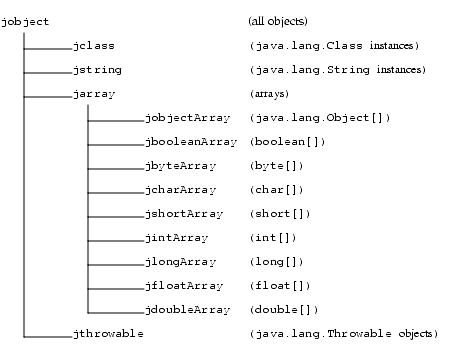 jobject (all objects)
jclass (java.lang.Class instances)
jstring (java.lang.String instances)
jarray (arrays)
jobjectArray (java.lang.Object[])
jbooleanArray (boolean[])
jbyteArray (byte[])
jcharArray (char[])
jshortArray (short[])
jintArray (int[])
jlongArray (long[])
jfloatArray (float[])
jdoubleArray (double[])
jthrowable (java.lang.Throwable objects)